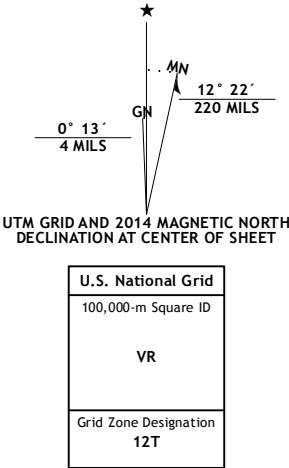 MN
GN
12° 22´
220 MILS
0° 13´
4 MILS
UTM GRID AND 2014 MAGNETIC NORTH
DECLINATION AT CENTER OF SHEET
U.S. National Grid
100,000-m Square ID
VR
Grid Zone Designation
12T